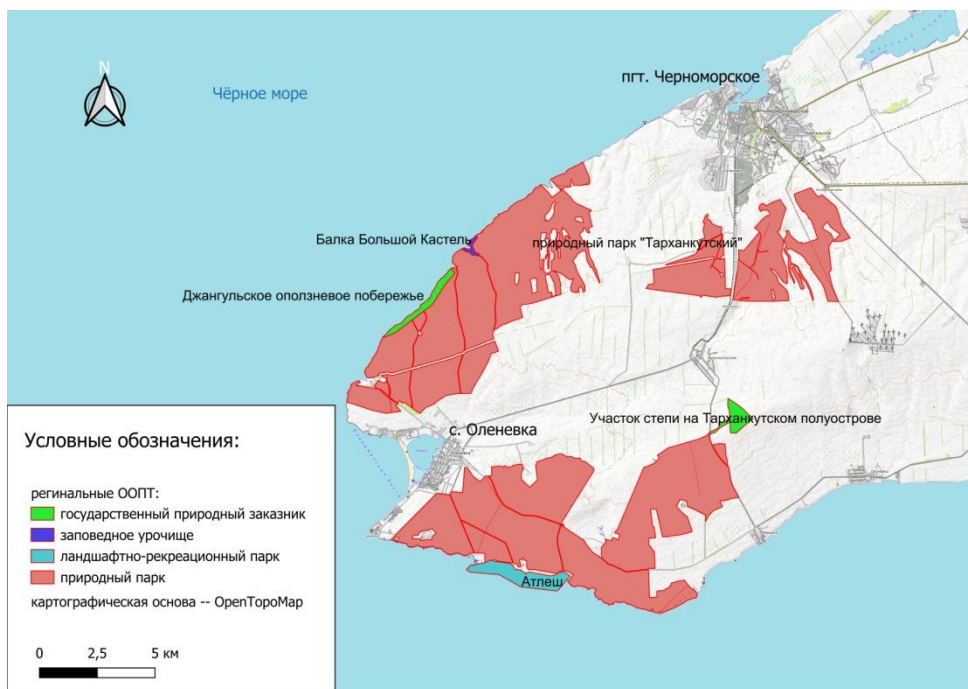 N
Чёрное море
пгт. Черноморское
Балка Большой Кастель
природный парк "Тарханкутский"
Джангульское оползневое побережье
Участок степи на Тарханкутском полуострове
с. Оленевка
Атлеш
Условные обозначения:
региnальные ООПТ:
государственный природный заказник
заповедное урочище
ландшафтно-рекреационный парк
природный парк
картографическая основа -- OpenTopoMap
0 2,5 5 км